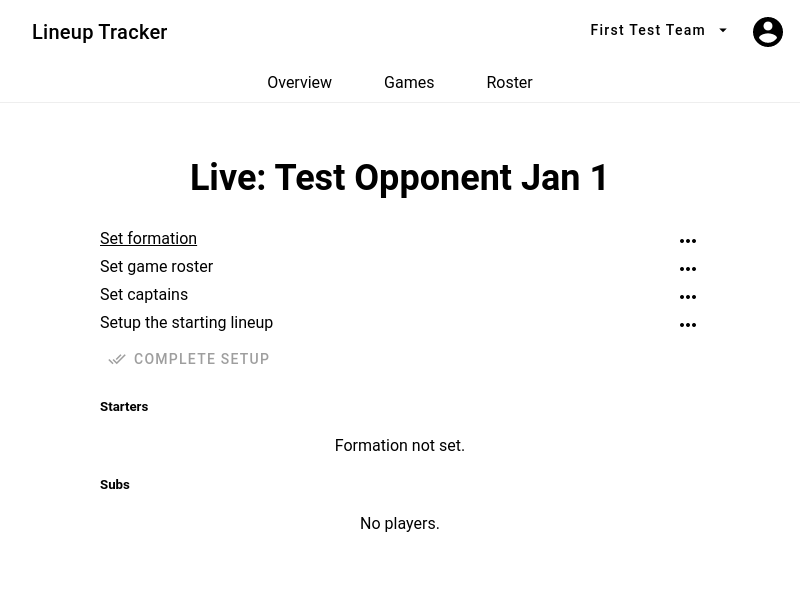 Lineup Tracker
First Test Team
Overview Games Roster
Live: Test Opponent Jan 1
Set formation
Set game roster
Set captains
Setup the starting lineup
COMPLETE SETUP
Starters
Formation not set.
Subs
No players.